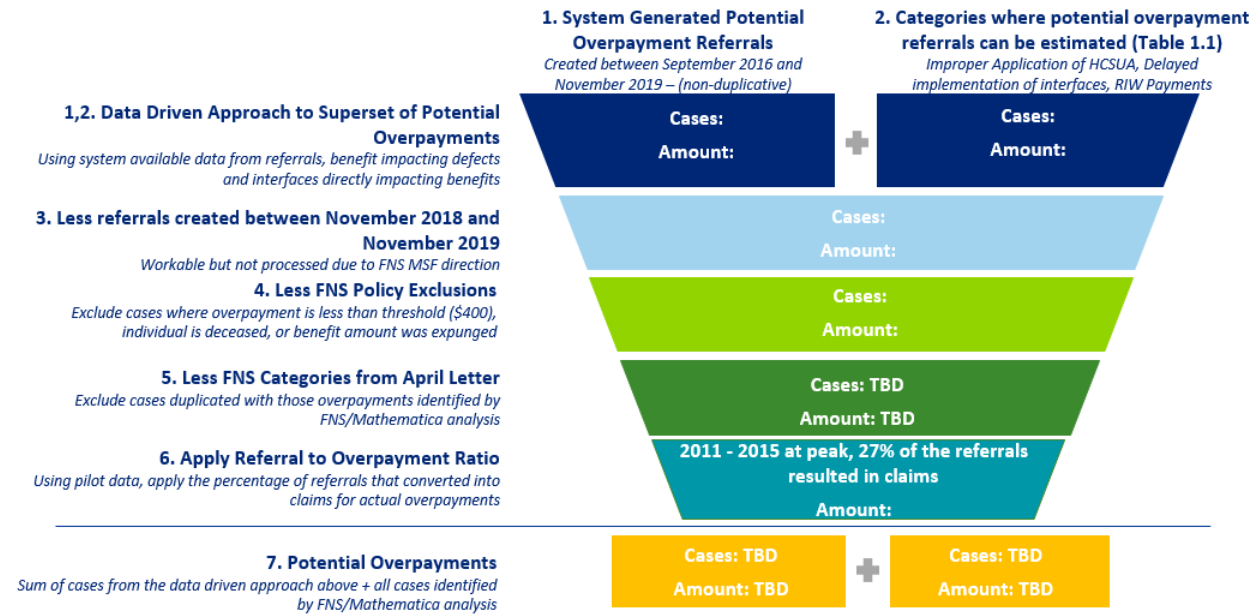 1. System Generated Potential
Overpayment Referrals
Created between September 2016 and
November 2019 – (non-duplicative)
2. Categories where potential overpayment
referrals can be estimated (Table 1.1)
Improper Application of HCSUA, Delayed
implementation of interfaces, RIW Payments
1,2. Data Driven Approach to Superset of Potential
Overpayments
Using system available data from referrals, benefit impacting defects
and interfaces directly impacting benefits
Cases:
Amount:
Cases:
Amount:
3. Less referrals created between November 2018 and
November 2019
Workable but not processed due to FNS MSF direction
Cases:
Amount:
4. Less FNS Policy Exclusions
Exclude cases where overpayment is less than threshold ($400),
individual is deceased, or benefit amount was expunged
Cases:
Amount:
5. Less FNS Categories from April Letter
Exclude cases duplicated with those overpayments identified by
FNS/Mathematica analysis
Cases: TBD
Amount: TBD
6. Apply Referral to Overpayment Ratio
Using pilot data, apply the percentage of referrals that converted into
claims for actual overpayments
2011 - 2015 at peak, 27% of the referrals
resulted in claims
Amount:
7. Potential Overpayments
Sum of cases from the data driven approach above + all cases identified
by FNS/Mathematica analysis
Cases: TBD
Amount: TBD
Cases: TBD
Amount: TBD